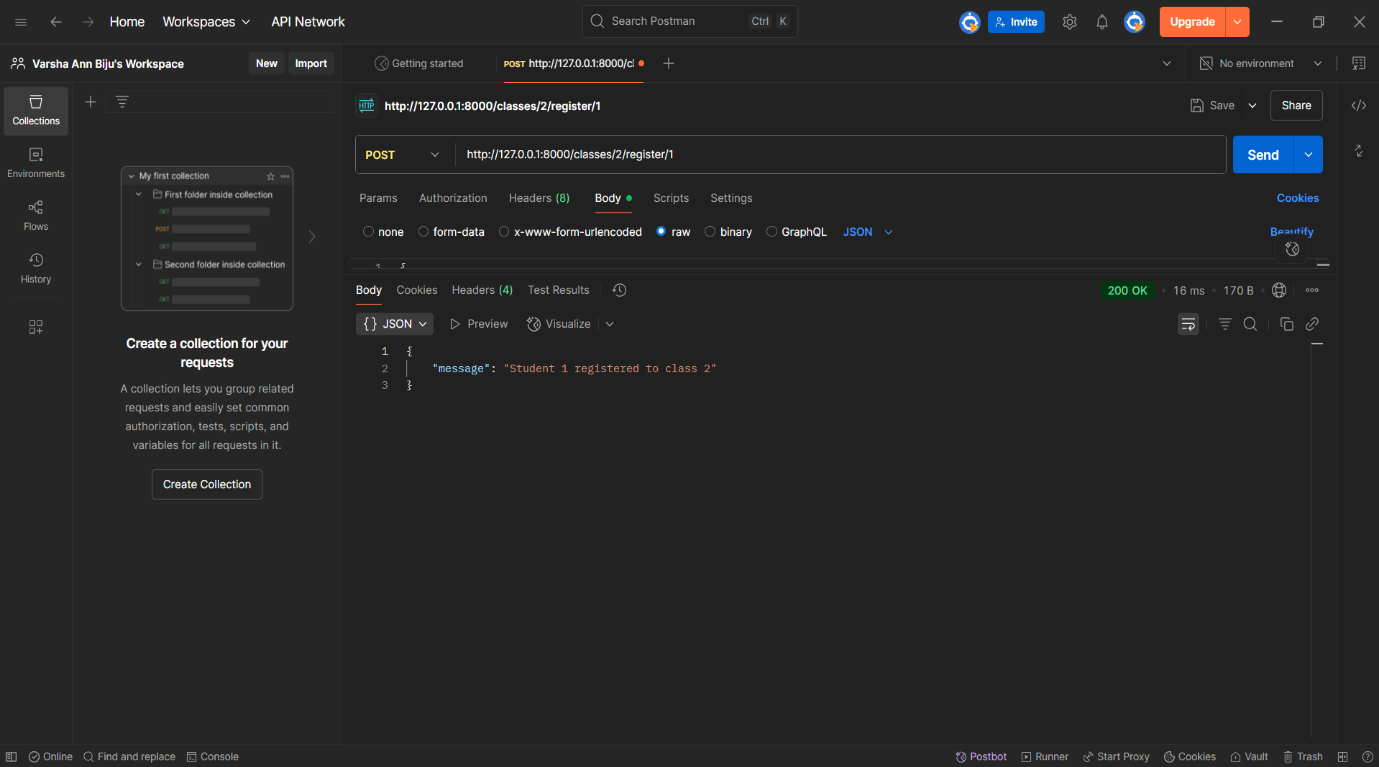 Home Workspaces API Network Search Postman Ctrl K Invite Upgrade
Varsha Ann Biju's Workspace New Import Getting started POST http://127.0.0.1:8000/cl No environment
Collections
Environments
Flows
History
My first collection
First folder inside collection
GET
POST
GET
Second folder inside collection
GET
GET
Create a collection for your
requests
A collection lets you group related
requests and easily set common
authorization, tests, scripts, and
variables for all requests in it.
Create Collection
HTTP http://127.0.0.1:8000/classes/2/register/1 Save Share
POST http://127.0.0.1:8000/classes/2/register/1 Send
Params Authorization Headers (8) Body Scripts Settings Cookies
none form-data x-www-form-urlencoded raw binary GraphQL JSON Beautify
1 {
Body Cookies Headers (4) Test Results 200 OK 16 ms 170 B
{} JSON Preview Visualize
1 {
2 "message": "Student 1 registered to class 2"
3 }
Online Find and replace Console Postbot Runner Start Proxy Cookies Vault Trash